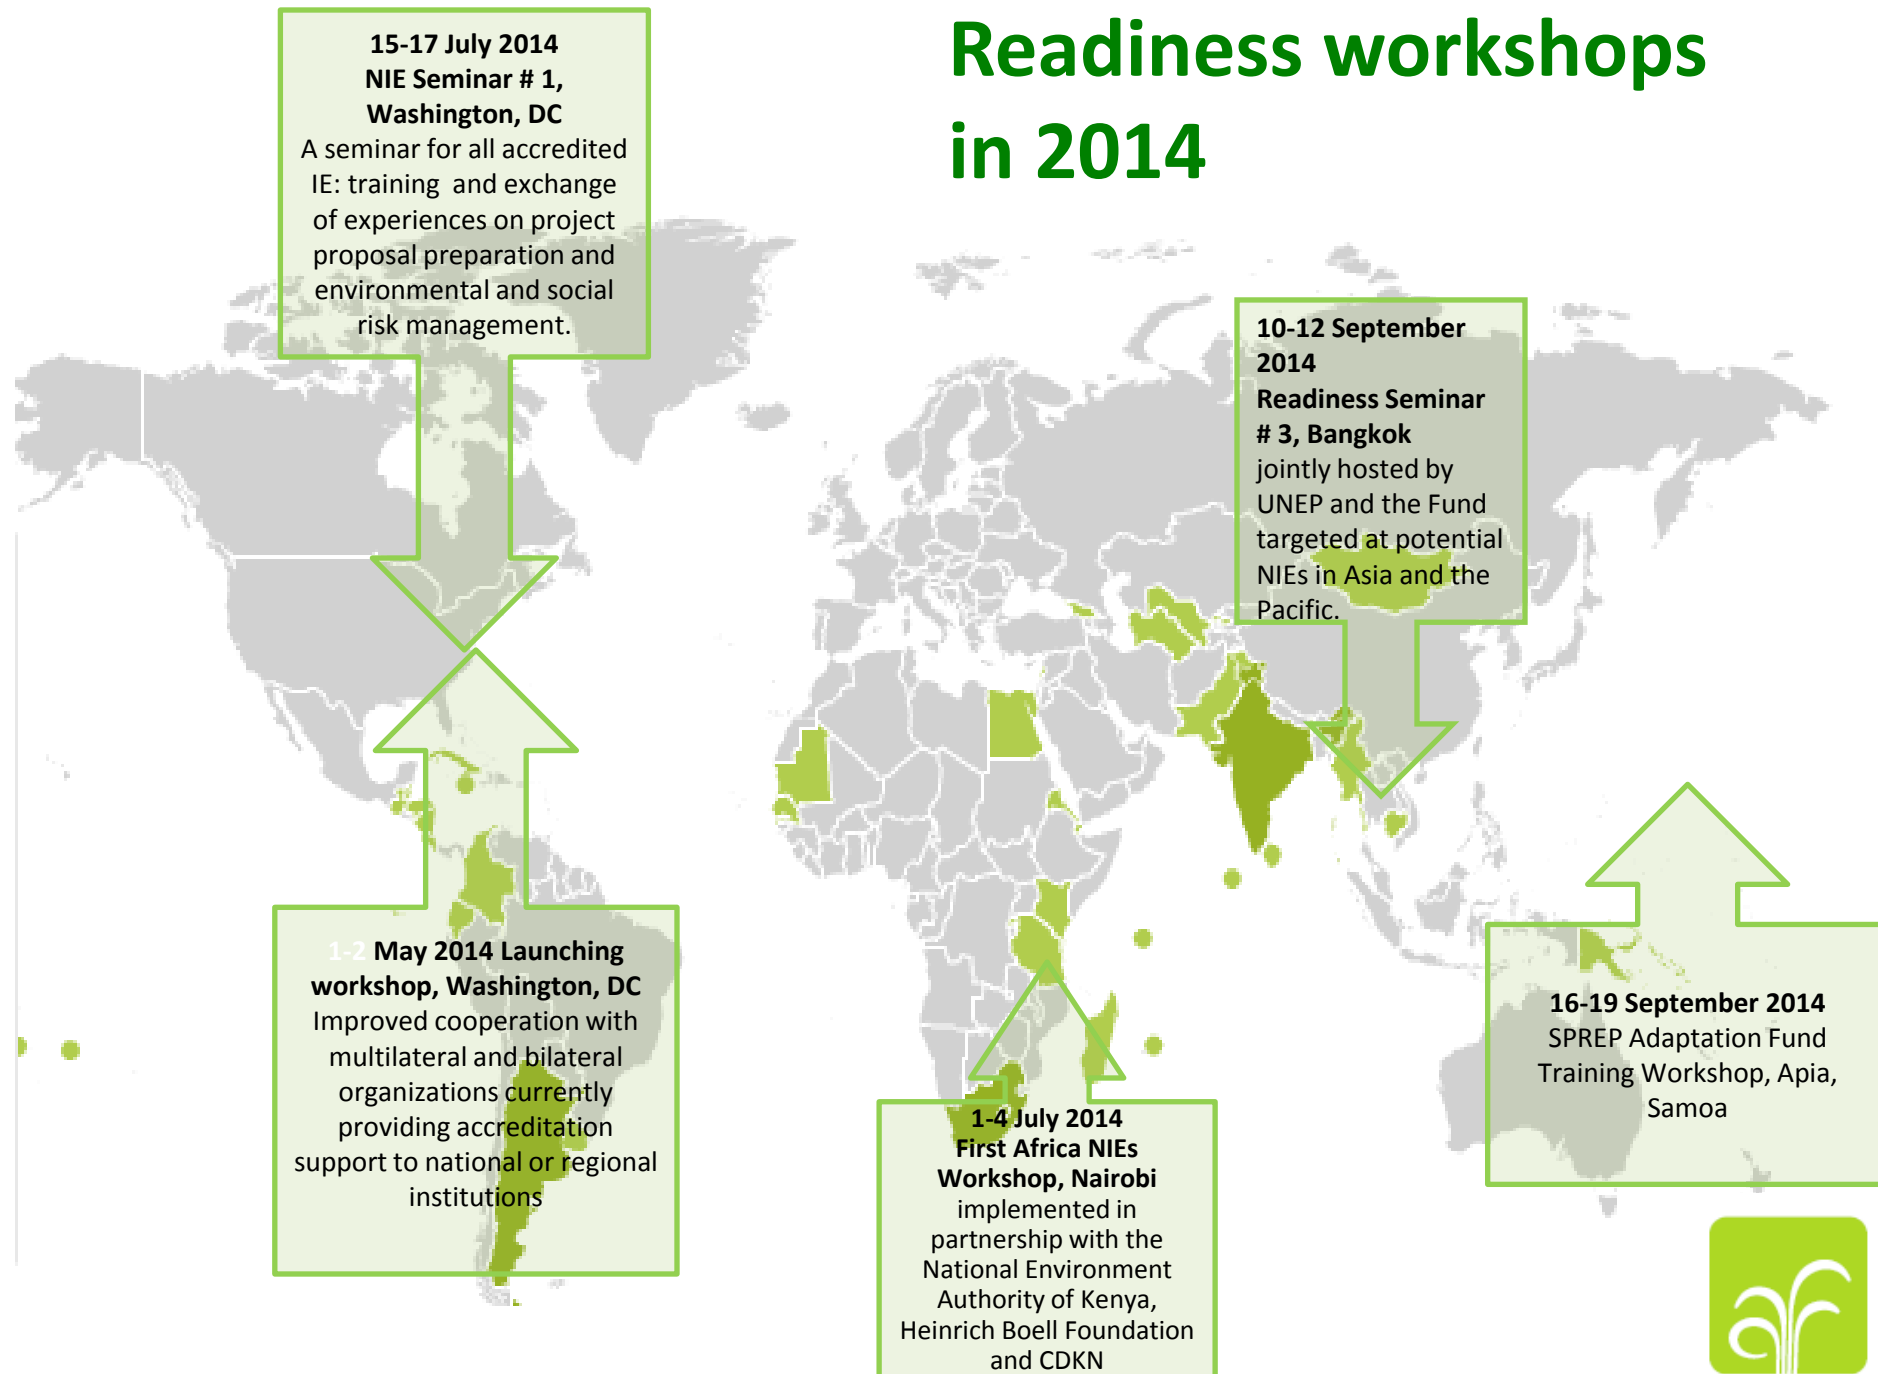 Readiness workshops
in 2014
15-17 July 2014
NIE Seminar # 1,
Washington, DC
A seminar for all accredited
IE: training and exchange
of experiences on project
proposal preparation and
environmental and social
risk management.
10-12 September
2014
Readiness Seminar
# 3, Bangkok
jointly hosted by
UNEP and the Fund
targeted at potential
NIEs in Asia and the
Pacific.
1-2 May 2014 Launching
workshop, Washington, DC
Improved cooperation with
multilateral and bilateral
organizations currently
providing accreditation
support to national or regional
institutions
1-4 July 2014
First Africa NIEs
Workshop, Nairobi
implemented in
partnership with the
National Environment
Authority of Kenya,
Heinrich Boell Foundation
and CDKN
16-19 September 2014
SPREP Adaptation Fund
Training Workshop, Apia,
Samoa